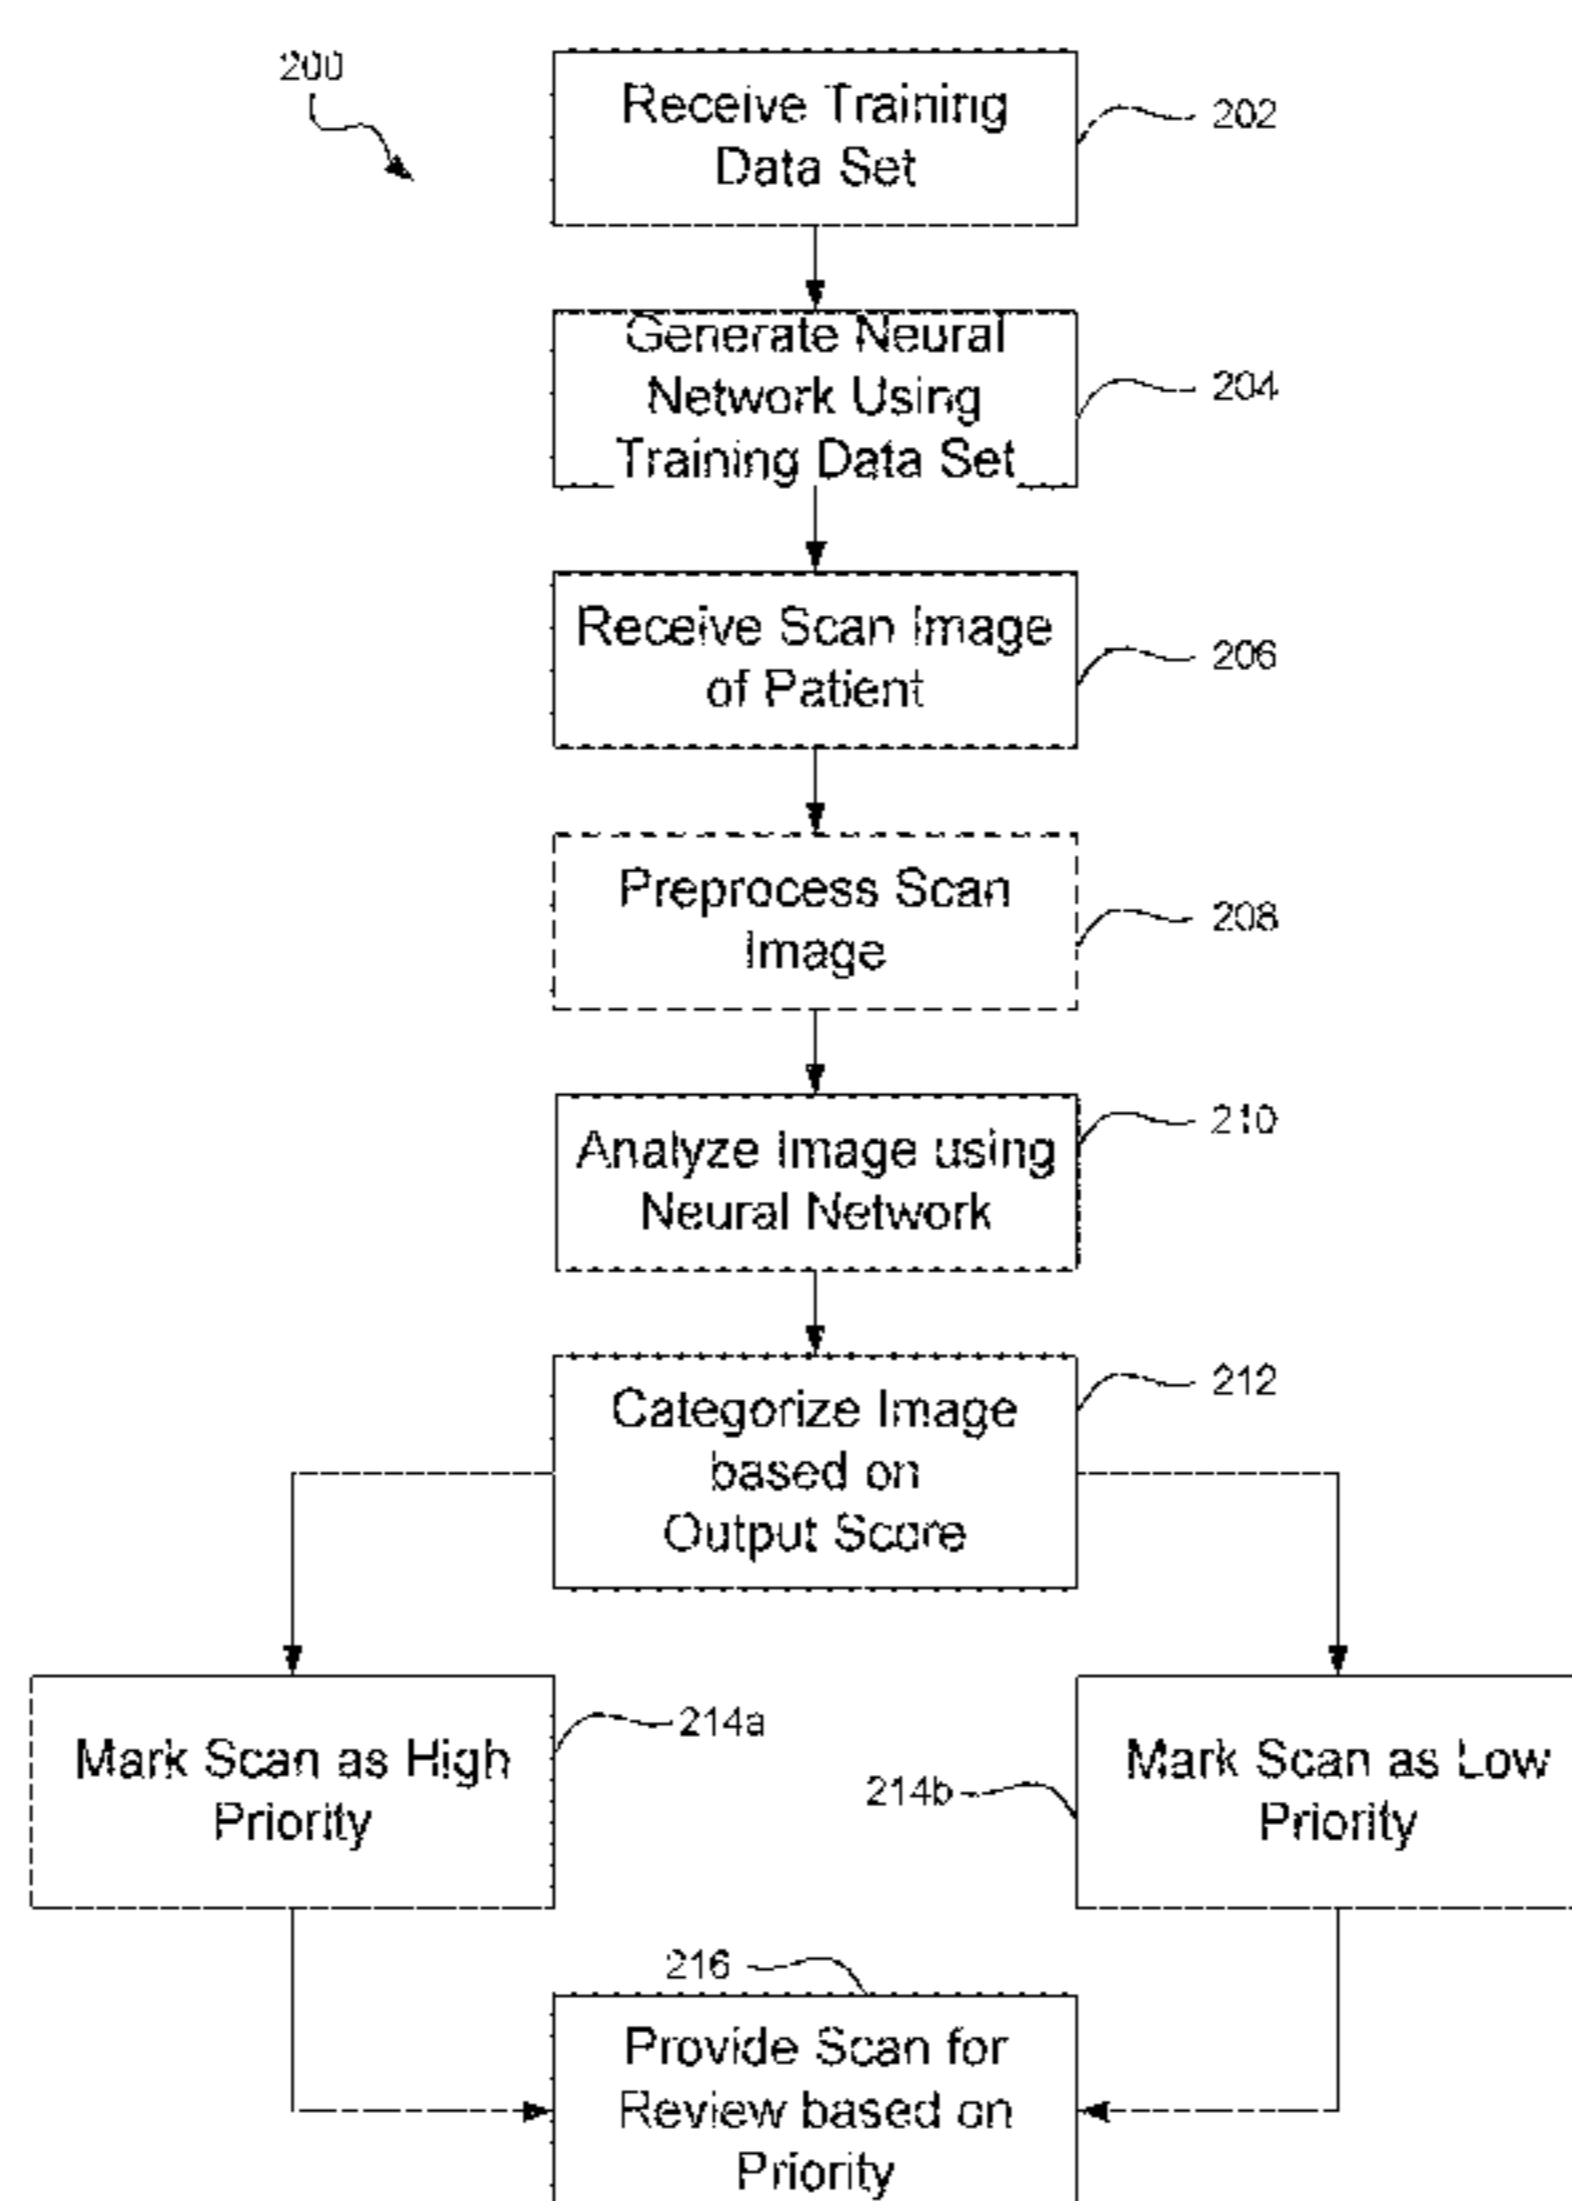 200
Receive Training
Data Set
202
Generate Neural
Network Using
Training Data Set
204
Receive Scan Image
of Patient
206
Preprocess Scan
Image
208
Analyze Image using
Neural Network
210
Categorize Image
based on
Output Score
212
Mark Scan as High
Priority
214a
214b
Mark Scan as Low
Priority
216
Provide Scan for
Review based on
Priority